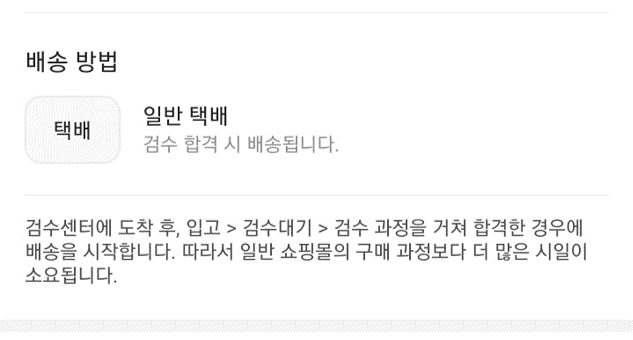 배송 방법
택배
일반 택배
검수 합격 시 배송됩니다.
검수센터에 도착 후, 입고 > 검수대기 > 검수 과정을 거쳐 합격한 경우에
배송을 시작합니다. 따라서 일반 쇼핑몰의 구매 과정보다 더 많은 시일이
소요됩니다.